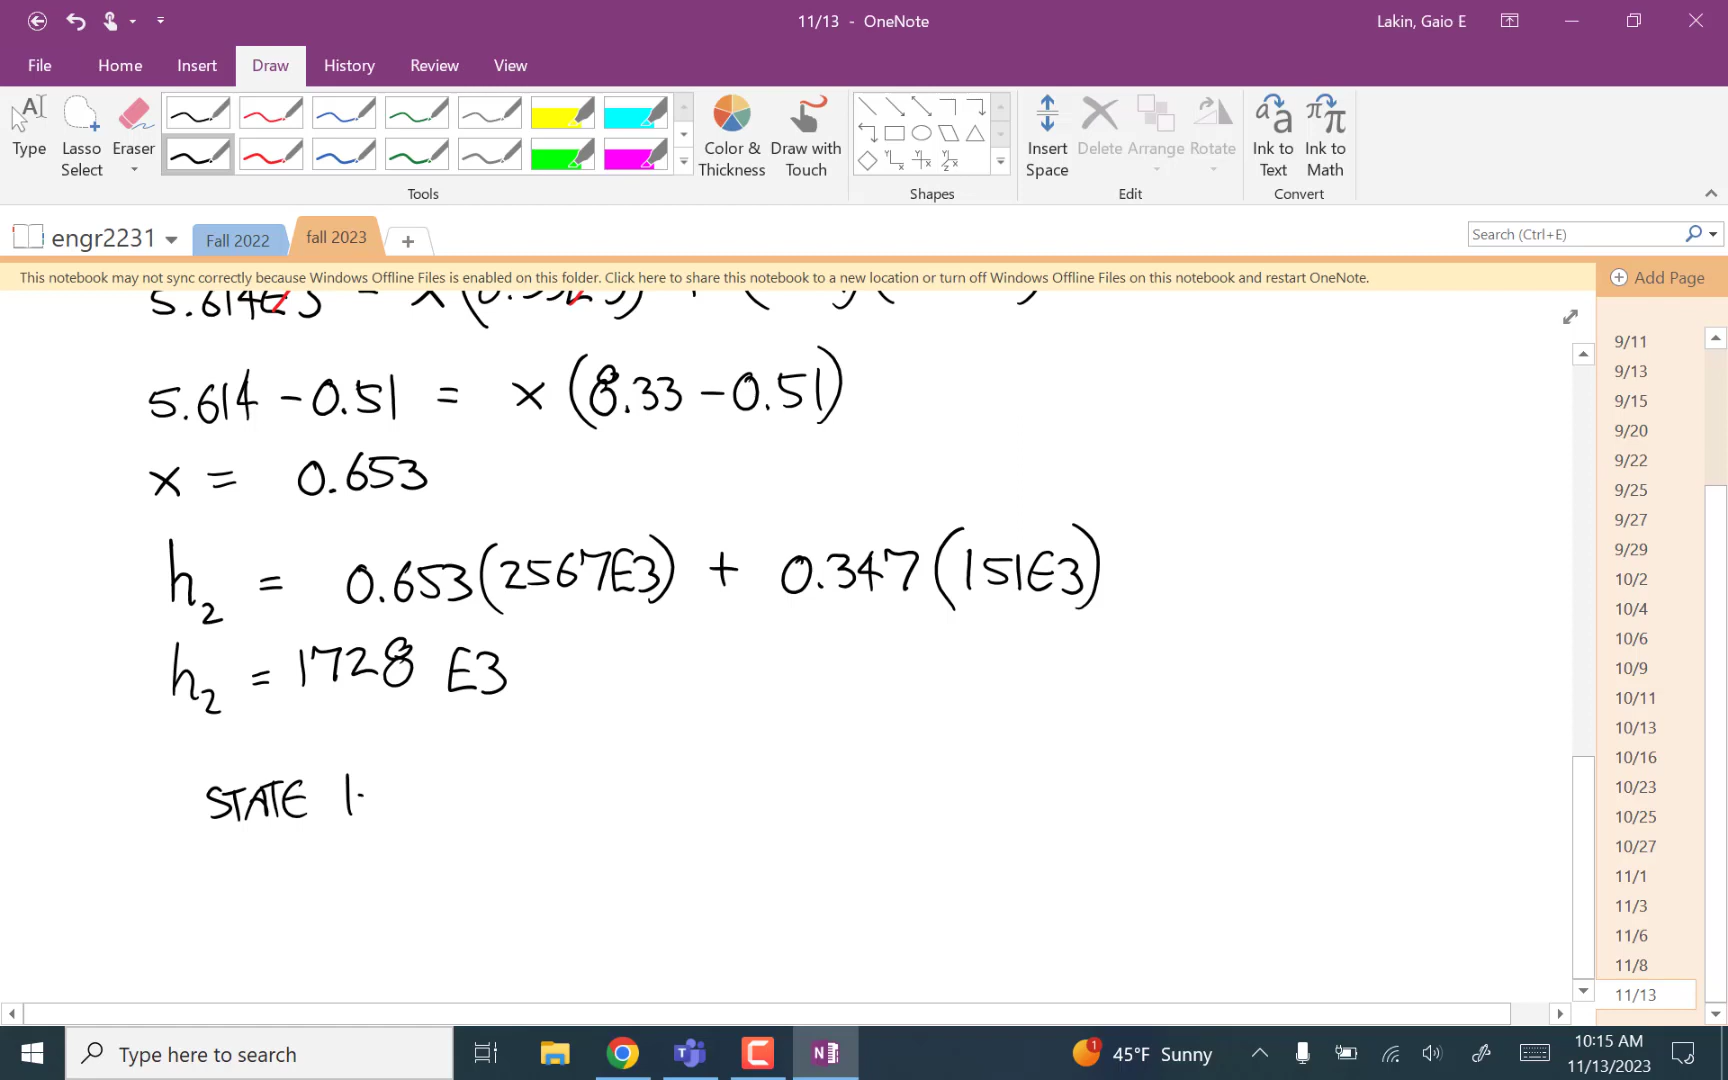 11/13 - OneNote
Lakin, Gaio E
File Home Insert Draw History Review View
Type
Lasso Select
Eraser
Color & Thickness
Draw with Touch
Insert Space
Delete
Arrange
Rotate
Ink to Text
Ink to Math
Tools
Shapes
Edit
Convert
engr2231
Fall 2022
fall 2023
Search (Ctrl+E)
This notebook may not sync correctly because Windows Offline Files is enabled on this folder. Click here to share this notebook to a new location or turn off Windows Offline Files on this notebook and restart OneNote.
Add Page
5.614E3
5.614 - 0.51 = x (8.33 - 0.51)
x = 0.653
h2 = 0.653(2567E3) + 0.347(151E3)
h2 = 1728 E3
STATE 1
9/11
9/13
9/15
9/20
9/22
9/25
9/27
9/29
10/2
10/4
10/6
10/9
10/11
10/13
10/16
10/23
10/25
10/27
11/1
11/3
11/6
11/8
11/13
Type here to search
45°F Sunny
10:15 AM
11/13/2023